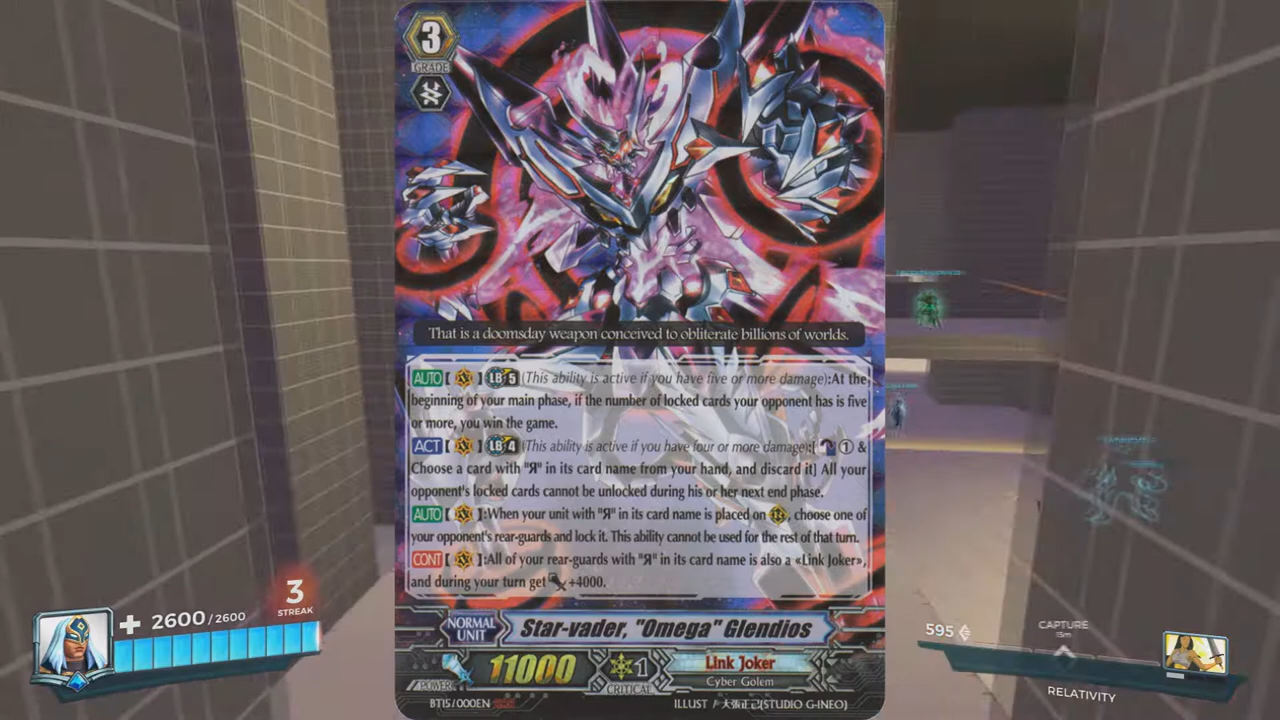 3
GRADE
That is a doomsday weapon conceived to obliterate billions of worlds.
AUTO [ V ] LB 5 (This ability is active if you have five or more damage):At the
beginning of your main phase, if the number of locked cards your opponent has is five
or more, you win the game.
ACT [ V ] LB 4 (This ability is active if you have four or more damage):[ 1 &
Choose a card with "Я" in its card name from your hand, and discard it] All your
opponent's locked cards cannot be unlocked during his or her next end phase.
AUTO [ V ]:When your unit with "Я" in its card name is placed on R, choose one of
your opponent's rear-guards and lock it. This ability cannot be used for the rest of that turn.
CONT [ V ]:All of your rear-guards with "Я" in its card name is also a «Link Joker»,
and during your turn get +4000.
NORMAL
UNIT
Star-vader, "Omega" Glendios
POWER 11000
1
CRITICAL
Link Joker
Cyber Golem
BT15/000EN
ILLUST / 大張正己[STUDIO G-1NEO]
2600/2600
3
STREAK
595
CAPTURE
15m
RELATIVITY